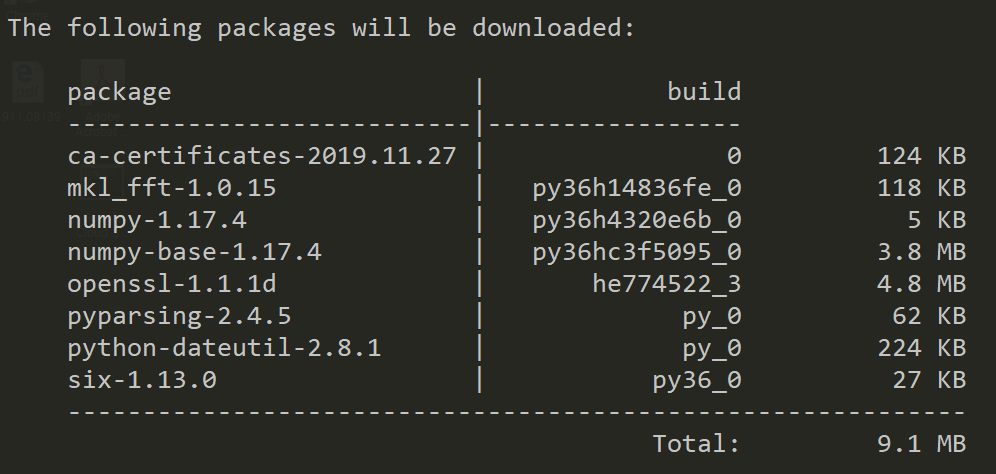 The following packages will be downloaded:
package | build
---------------------------|-----------------
ca-certificates-2019.11.27 | 0 124 KB
mkl_fft-1.0.15 | py36h14836fe_0 118 KB
numpy-1.17.4 | py36h4320e6b_0 5 KB
numpy-base-1.17.4 | py36hc3f5095_0 3.8 MB
openssl-1.1.1d | he774522_3 4.8 MB
pyparsing-2.4.5 | py_0 62 KB
python-dateutil-2.8.1 | py_0 224 KB
six-1.13.0 | py36_0 27 KB
------------------------------------------------------------
Total: 9.1 MB